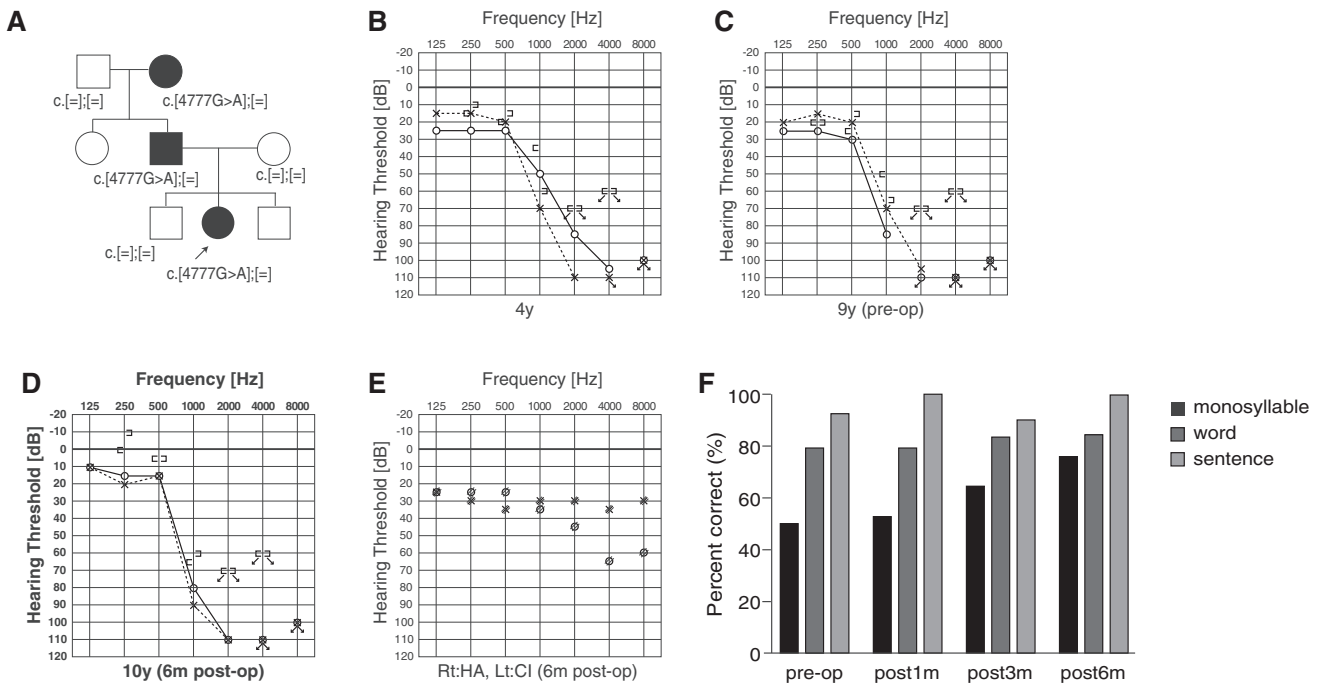 A
c.[=];[=]
c.[4777G>A];[=]
c.[4777G>A];[=]
c.[=];[=]
c.[=];[=]
c.[4777G>A];[=]
B
Frequency [Hz]
125 250 500 1000 2000 4000 8000
Hearing Threshold [dB]
-20
-10
0
10
20
30
40
50
60
70
80
90
100
110
120
4y
C
Frequency [Hz]
125 250 500 1000 2000 4000 8000
Hearing Threshold [dB]
-20
-10
0
10
20
30
40
50
60
70
80
90
100
110
120
9y (pre-op)
D
Frequency [Hz]
125 250 500 1000 2000 4000 8000
Hearing Threshold [dB]
-20
-10
0
10
20
30
40
50
60
70
80
90
100
110
120
10y (6m post-op)
E
Frequency [Hz]
125 250 500 1000 2000 4000 8000
Hearing Threshold [dB]
-20
-10
0
10
20
30
40
50
60
70
80
90
100
110
120
Rt:HA, Lt:CI (6m post-op)
F
Percent correct (%)
100
80
60
40
20
0
pre-op post1m post3m post6m
monosyllable
word
sentence